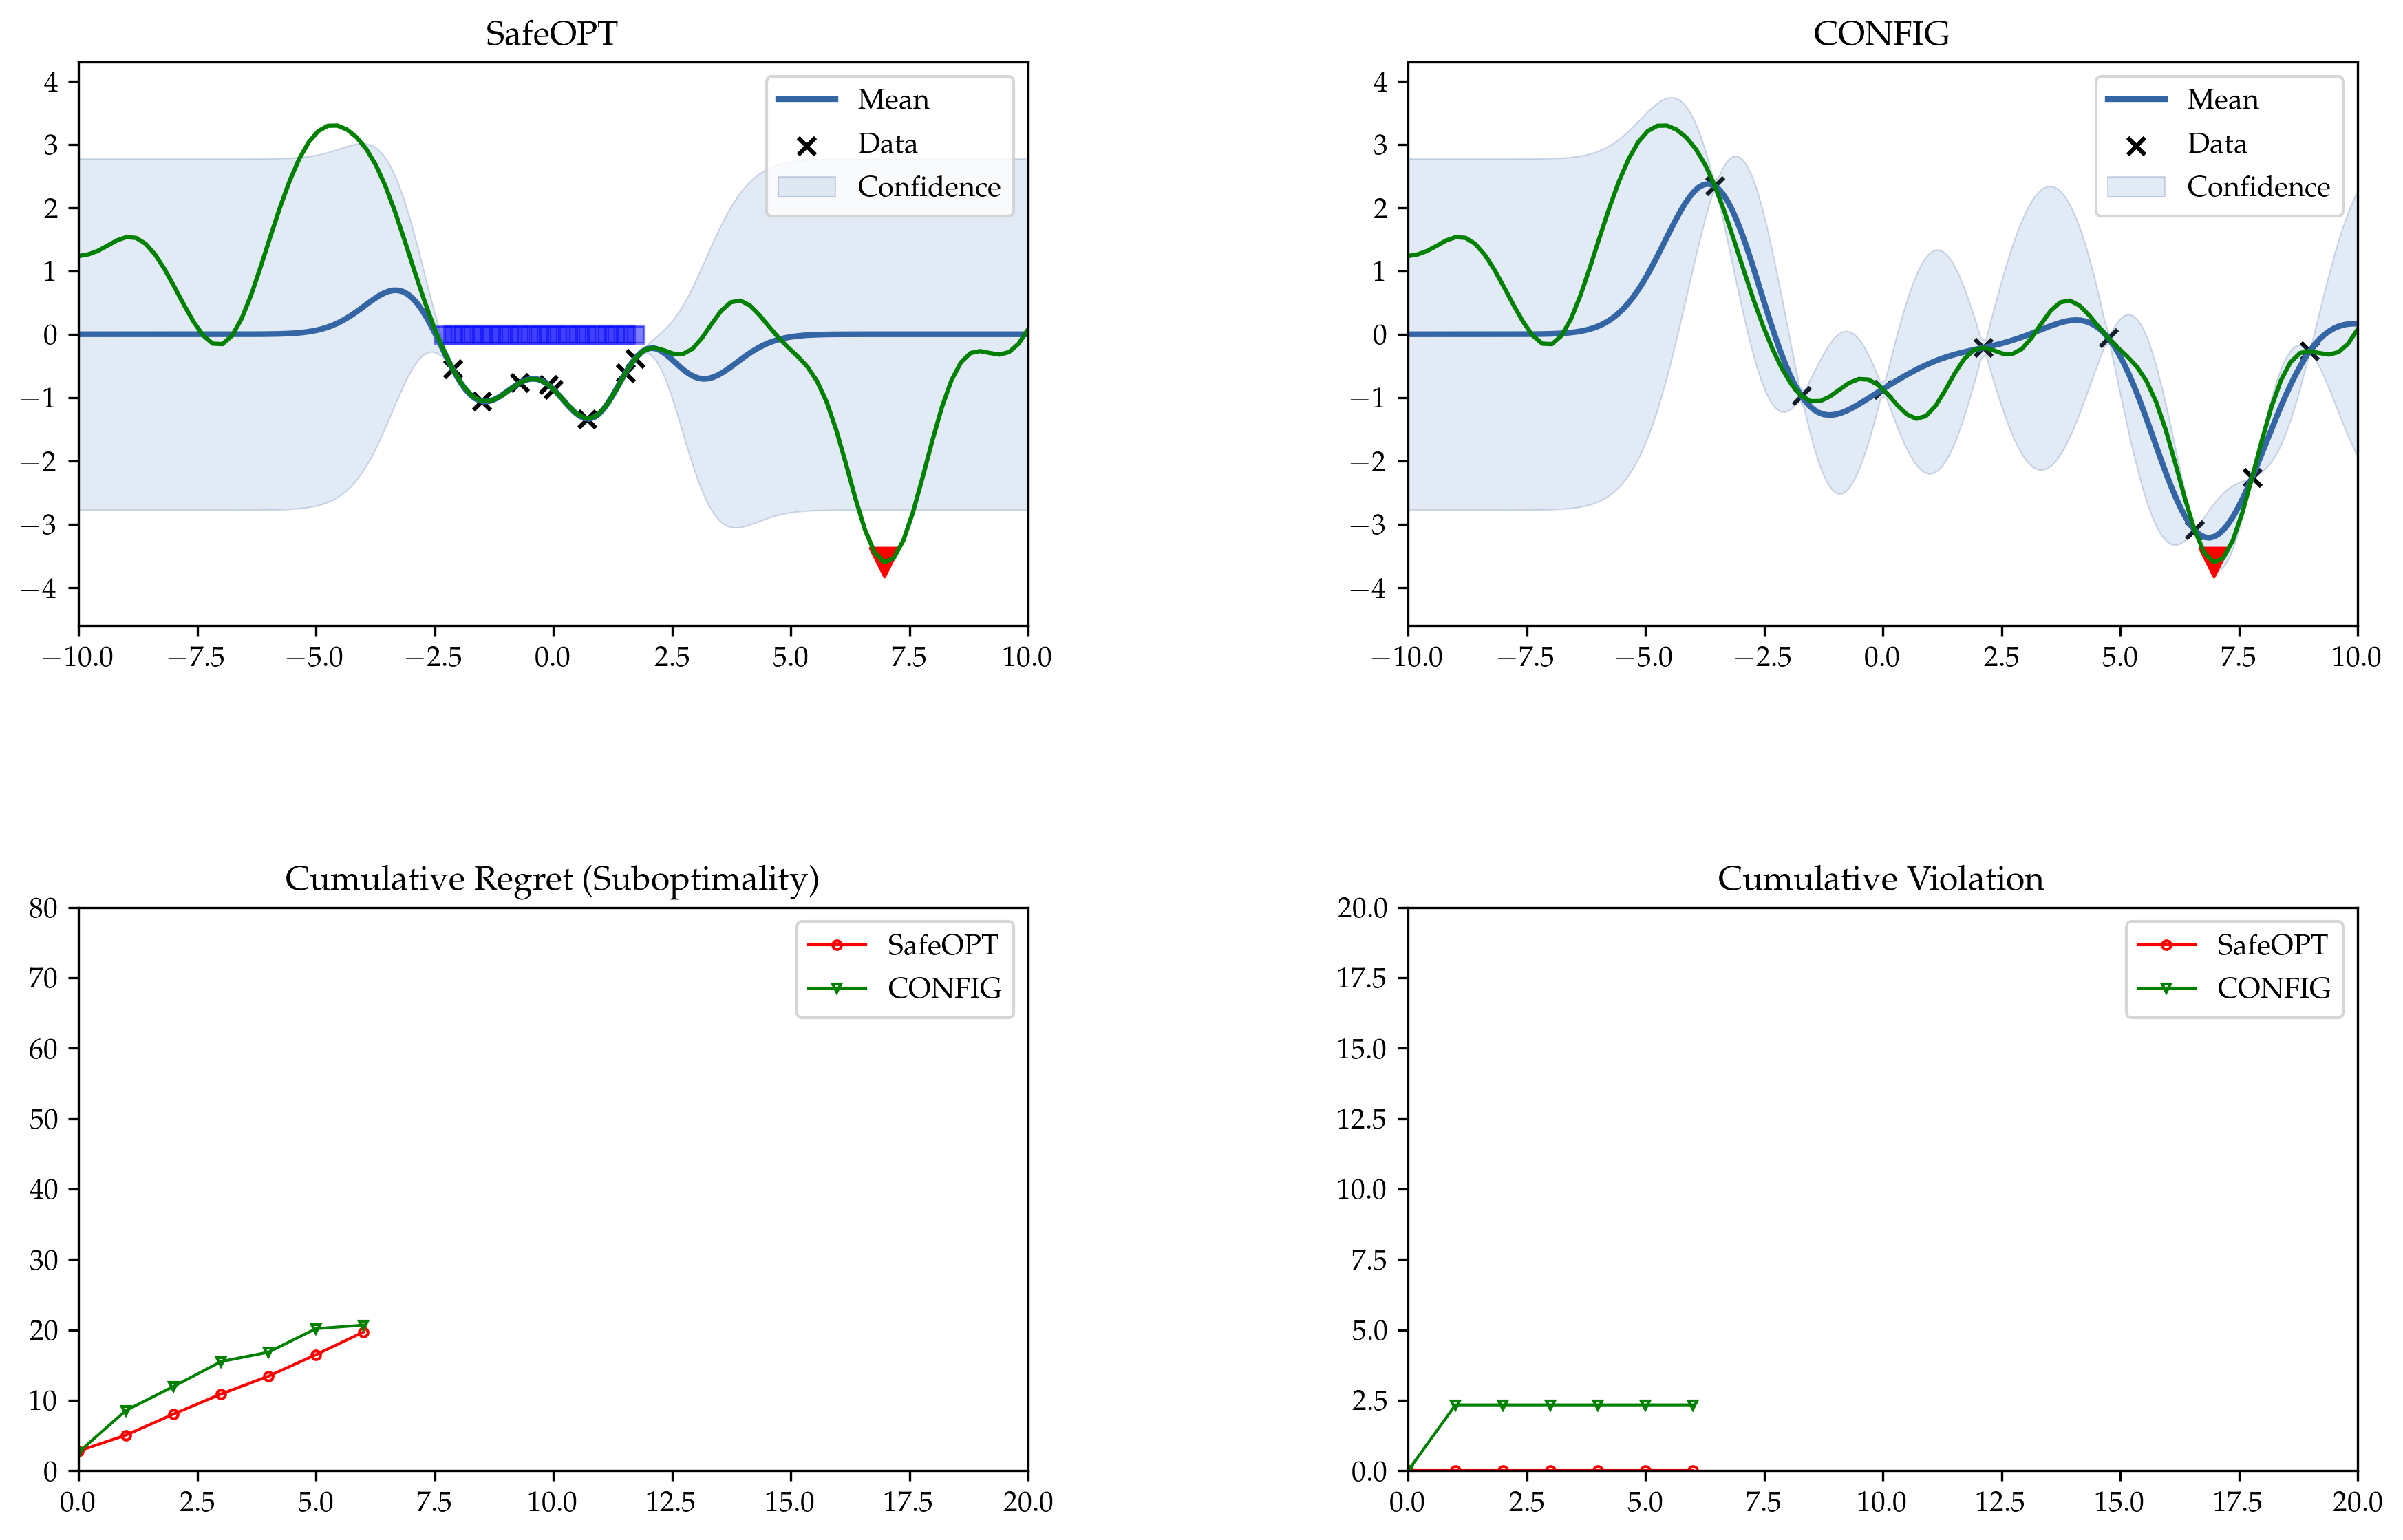 SafeOPT
4
3
2
1
0
−1
−2
−3
−4
−10.0 −7.5 −5.0 −2.5 0.0 2.5 5.0 7.5 10.0
Mean
Data
Confidence
CONFIG
4
3
2
1
0
−1
−2
−3
−4
−10.0 −7.5 −5.0 −2.5 0.0 2.5 5.0 7.5 10.0
Mean
Data
Confidence
Cumulative Regret (Suboptimality)
80
70
60
50
40
30
20
10
0
0.0 2.5 5.0 7.5 10.0 12.5 15.0 17.5 20.0
SafeOPT
CONFIG
Cumulative Violation
20.0
17.5
15.0
12.5
10.0
7.5
5.0
2.5
0.0
0.0 2.5 5.0 7.5 10.0 12.5 15.0 17.5 20.0
SafeOPT
CONFIG